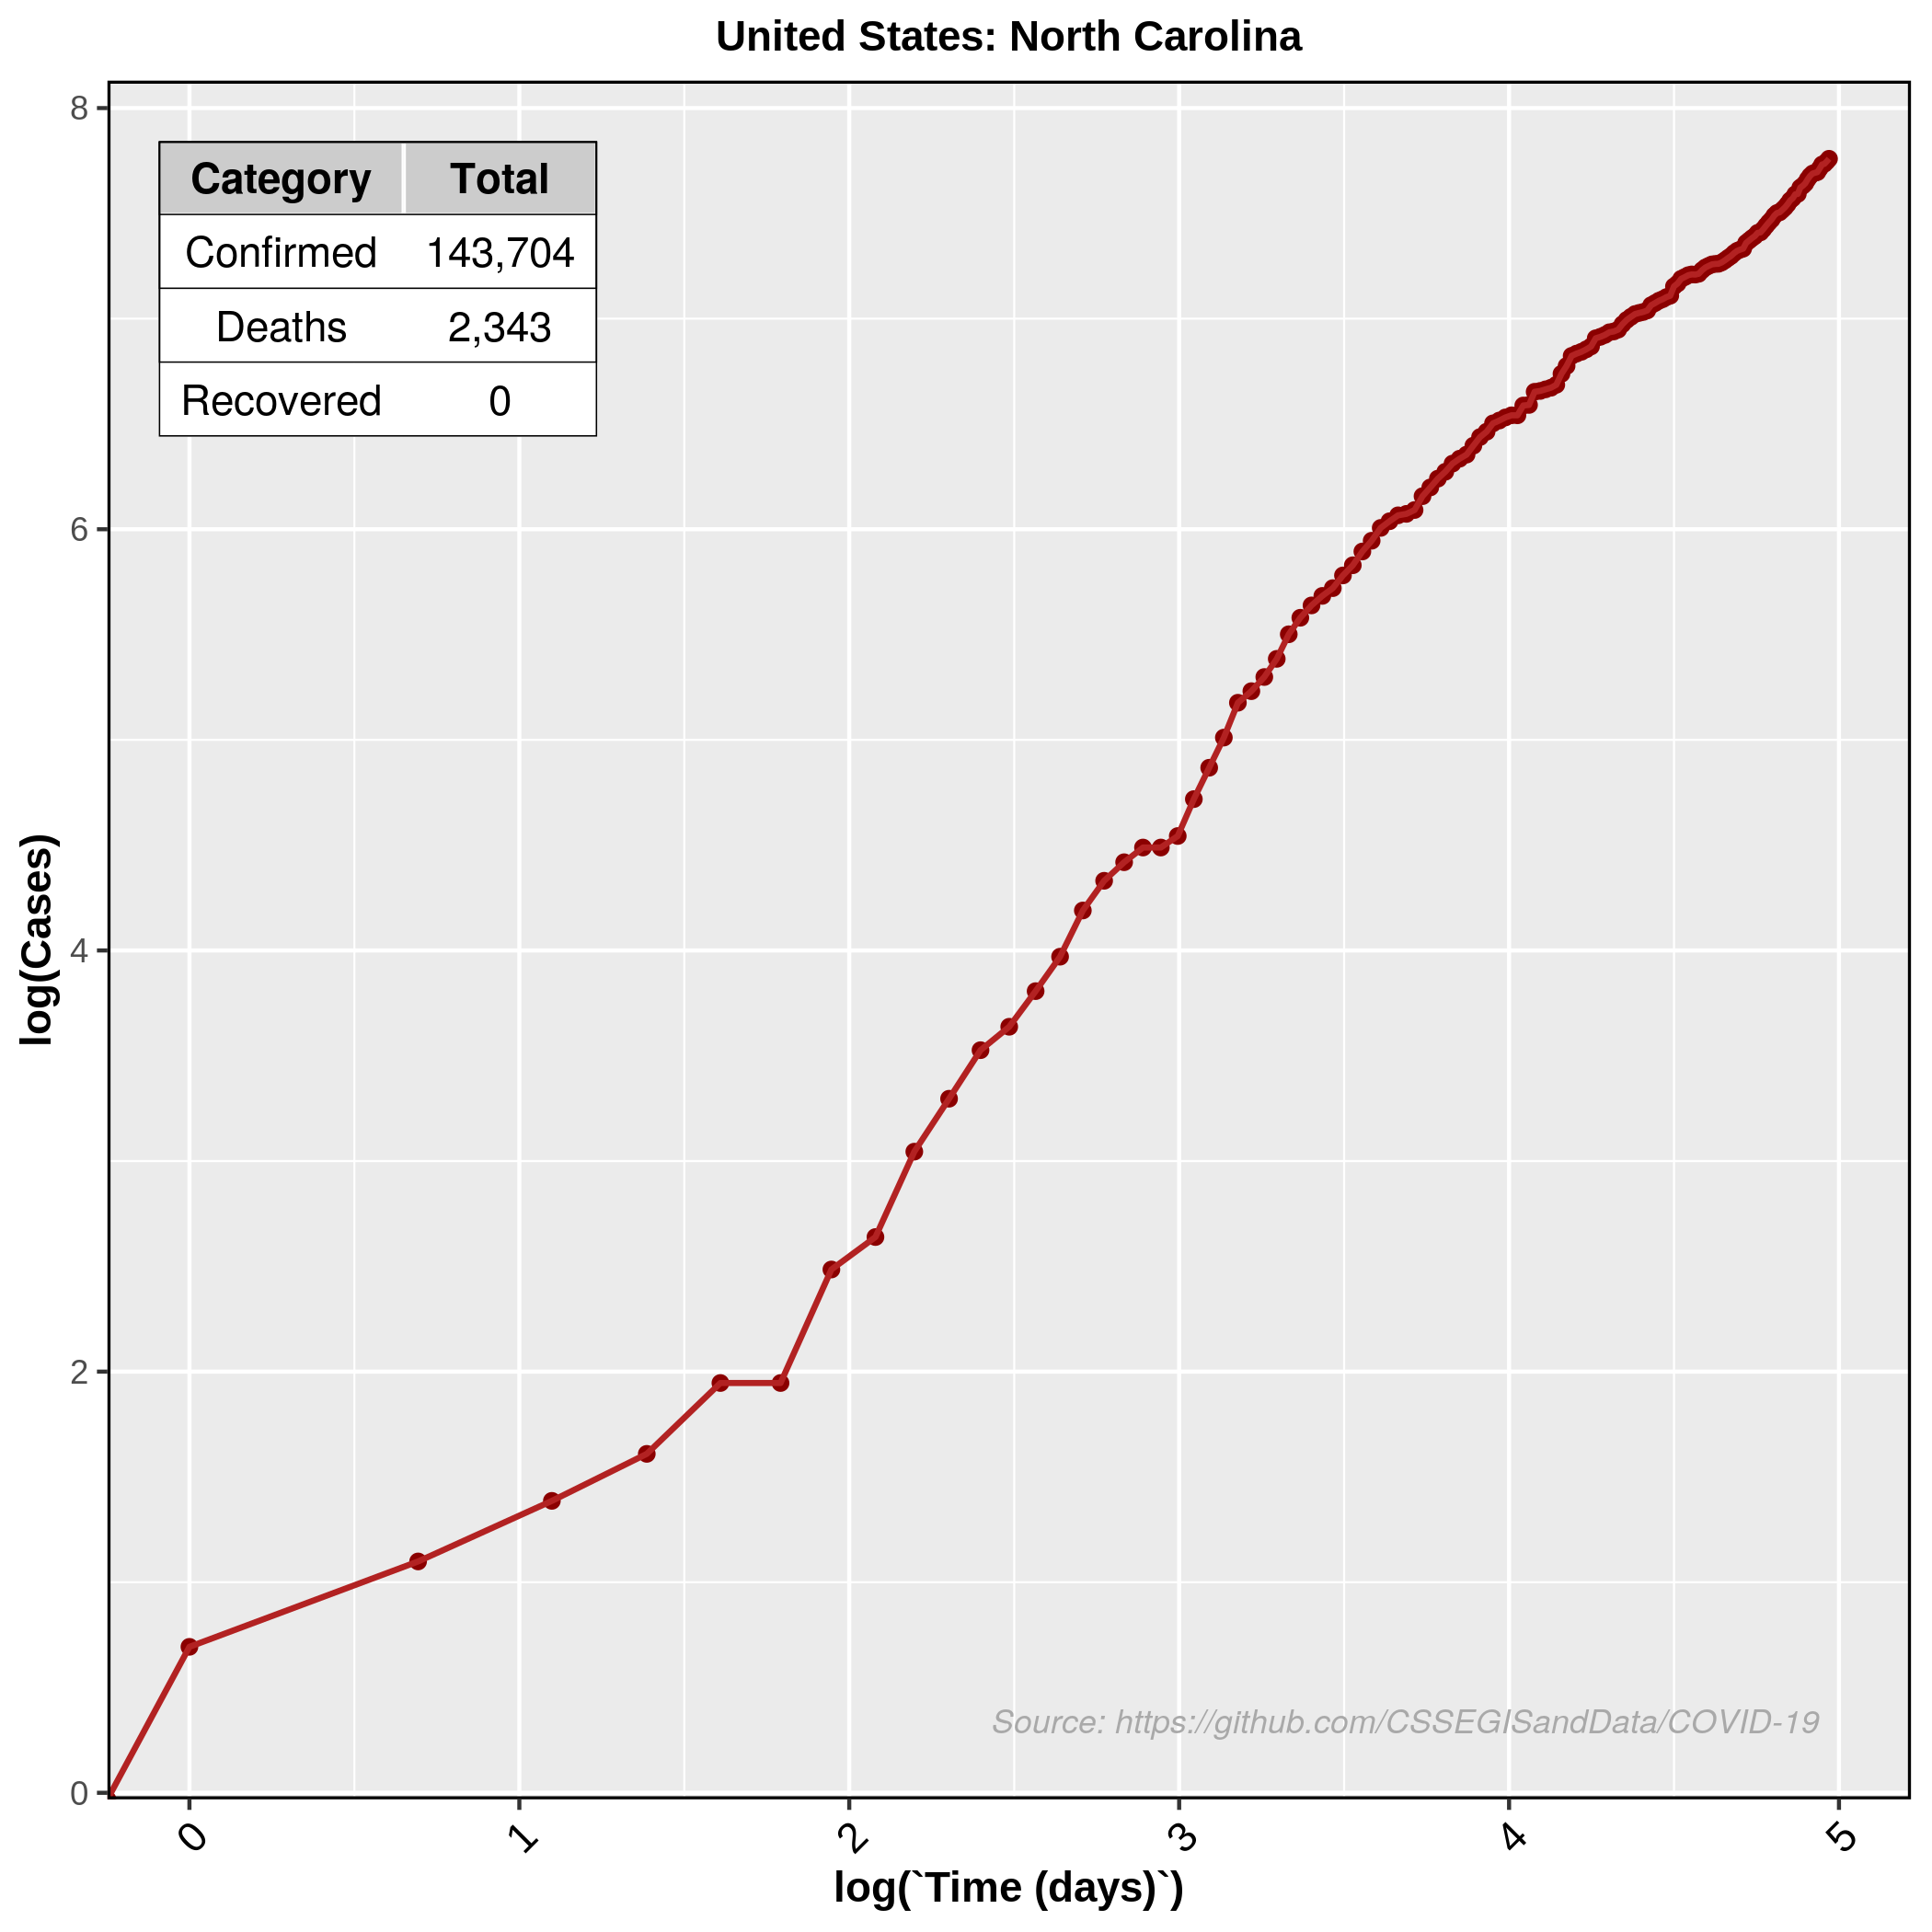 United States: North Carolina
8
6
4
2
0
Category Total
Confirmed 143,704
Deaths 2,343
Recovered 0
log(Cases)
Source: https://github.com/CSSEGISandData/COVID-19
0 1 2 3 4 5
log(`Time (days)`)